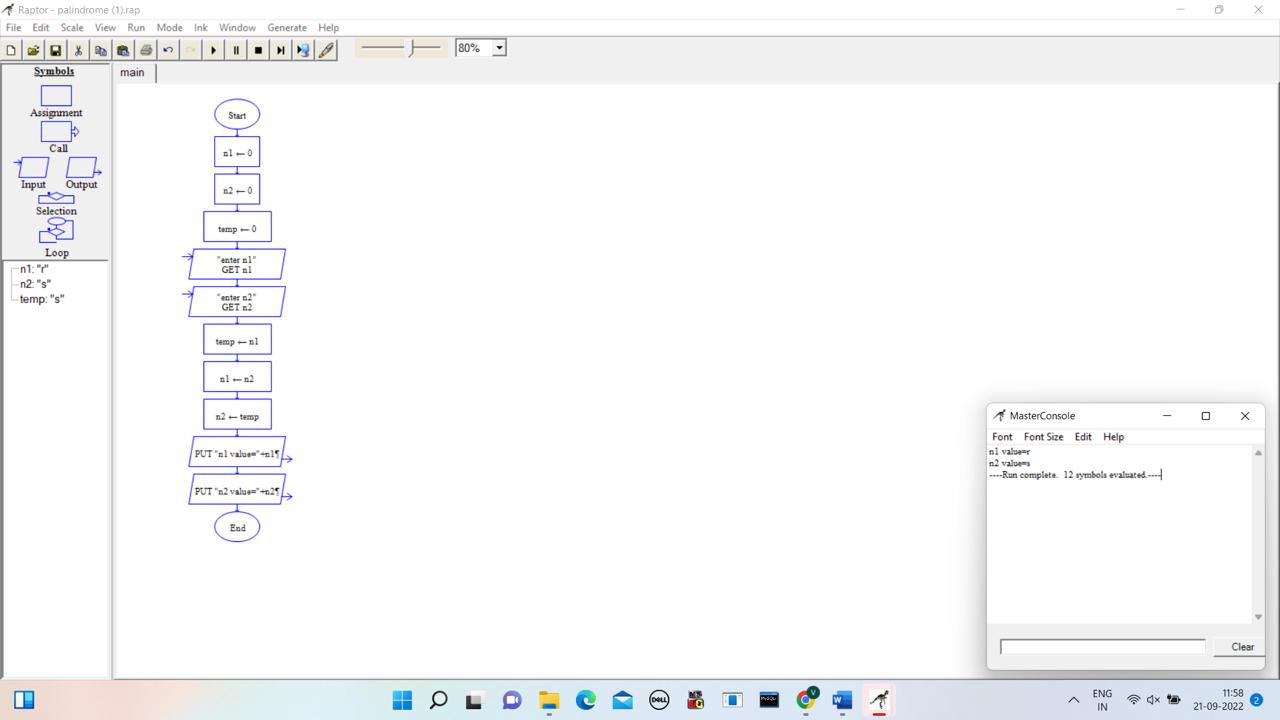 Raptor - palindrome (1).rap
File Edit Scale View Run Mode Ink Window Generate Help
80%
Symbols
Assignment
Call
Input Output
Selection
Loop
n1: "r"
n2: "s"
temp: "s"
main
Start
n1 ← 0
n2 ← 0
temp ← 0
"enter n1"
GET n1
"enter n2"
GET n2
temp ← n1
n1 ← n2
n2 ← temp
PUT "n1 value="+n1¶
PUT "n2 value="+n2¶
End
MasterConsole
Font Font Size Edit Help
n1 value=r
n2 value=s
----Run complete. 12 symbols evaluated.----
Clear
DELL
MySQL
V
W
ENG
IN
11:58
21-09-2022
2